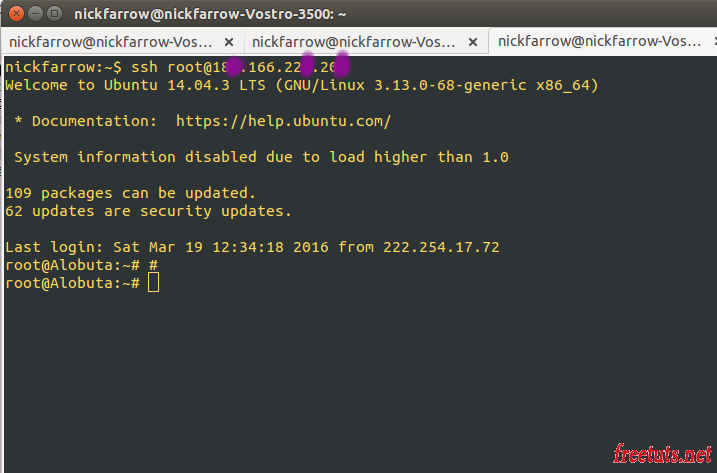 nickfarrow@nickfarrow-Vostro-3500: ~
nickfarrow@nickfarrow-Vos... × nickfarrow@nickfarrow-Vos... × nickfarrow@nickfarrow-Vos...
nickfarrow:~$ ssh root@18 .166.22 .20
Welcome to Ubuntu 14.04.3 LTS (GNU/Linux 3.13.0-68-generic x86_64)
* Documentation: https://help.ubuntu.com/
System information disabled due to load higher than 1.0
109 packages can be updated.
62 updates are security updates.
Last login: Sat Mar 19 12:34:18 2016 from 222.254.17.72
root@Alobuta:~# #
root@Alobuta:~#
freetuts.net